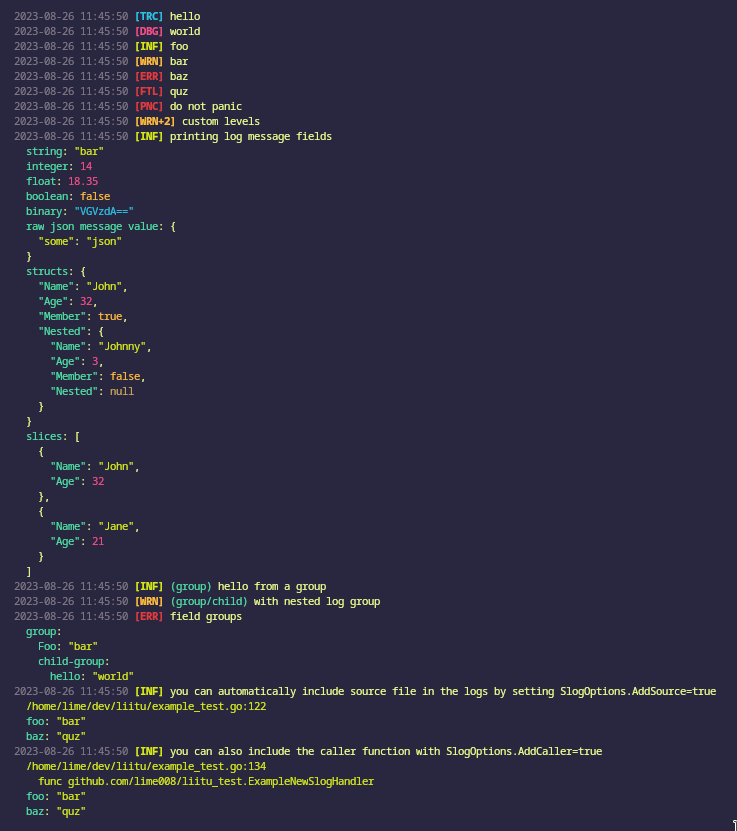 2023-08-26 11:45:50 [TRC] hello
2023-08-26 11:45:50 [DBG] world
2023-08-26 11:45:50 [INF] foo
2023-08-26 11:45:50 [WRN] bar
2023-08-26 11:45:50 [ERR] baz
2023-08-26 11:45:50 [FTL] quz
2023-08-26 11:45:50 [PNC] do not panic
2023-08-26 11:45:50 [WRN+2] custom levels
2023-08-26 11:45:50 [INF] printing log message fields
  string: "bar"
  integer: 14
  float: 18.35
  boolean: false
  binary: "VGVzdA=="
  raw json message value: {
    "some": "json"
  }
  structs: {
    "Name": "John",
    "Age": 32,
    "Member": true,
    "Nested": {
      "Name": "Johnny",
      "Age": 3,
      "Member": false,
      "Nested": null
    }
  }
  slices: [
    {
      "Name": "John",
      "Age": 32
    },
    {
      "Name": "Jane",
      "Age": 21
    }
  ]
2023-08-26 11:45:50 [INF] (group) hello from a group
2023-08-26 11:45:50 [WRN] (group/child) with nested log group
2023-08-26 11:45:50 [ERR] field groups
  group:
    Foo: "bar"
    child-group:
      hello: "world"
2023-08-26 11:45:50 [INF] you can automatically include source file in the logs by setting SlogOptions.AddSource=true
  /home/lime/dev/liitu/example_test.go:122
  foo: "bar"
  baz: "quz"
2023-08-26 11:45:50 [INF] you can also include the caller function with SlogOptions.AddCaller=true
  /home/lime/dev/liitu/example_test.go:134
    func github.com/lime008/liitu_test.ExampleNewSlogHandler
  foo: "bar"
  baz: "quz"